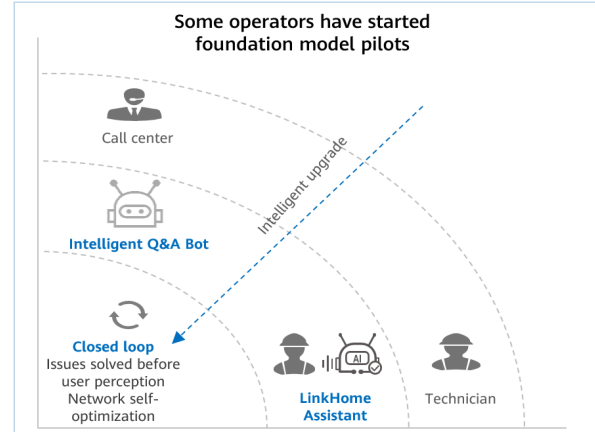 Some operators have started
foundation model pilots
Call center
Intelligent upgrade
Intelligent Q&A Bot
Closed loop
Issues solved before
user perception
Network self-
optimization
AI
LinkHome
Assistant
Technician